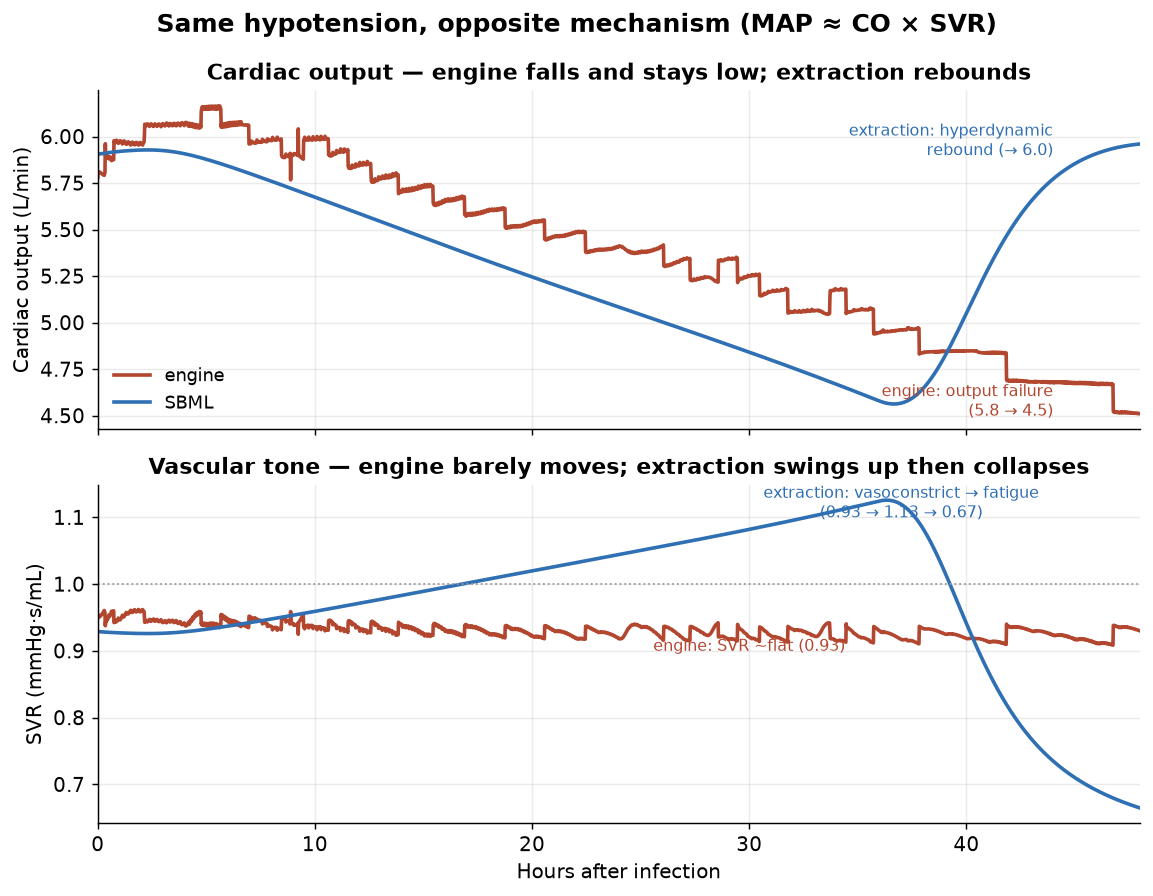 Same hypotension, opposite mechanism (MAP ≈ CO × SVR)
Cardiac output — engine falls and stays low; extraction rebounds
Cardiac output (L/min)
6.00
5.75
5.50
5.25
5.00
4.75
4.50
extraction: hyperdynamic
rebound (→ 6.0)
engine: output failure
(5.8 → 4.5)
engine
SBML
Vascular tone — engine barely moves; extraction swings up then collapses
SVR (mmHg·s/mL)
1.1
1.0
0.9
0.8
0.7
extraction: vasoconstrict → fatigue
(0.93 → 1.13 → 0.67)
engine: SVR ~flat (0.93)
0
10
20
30
40
Hours after infection